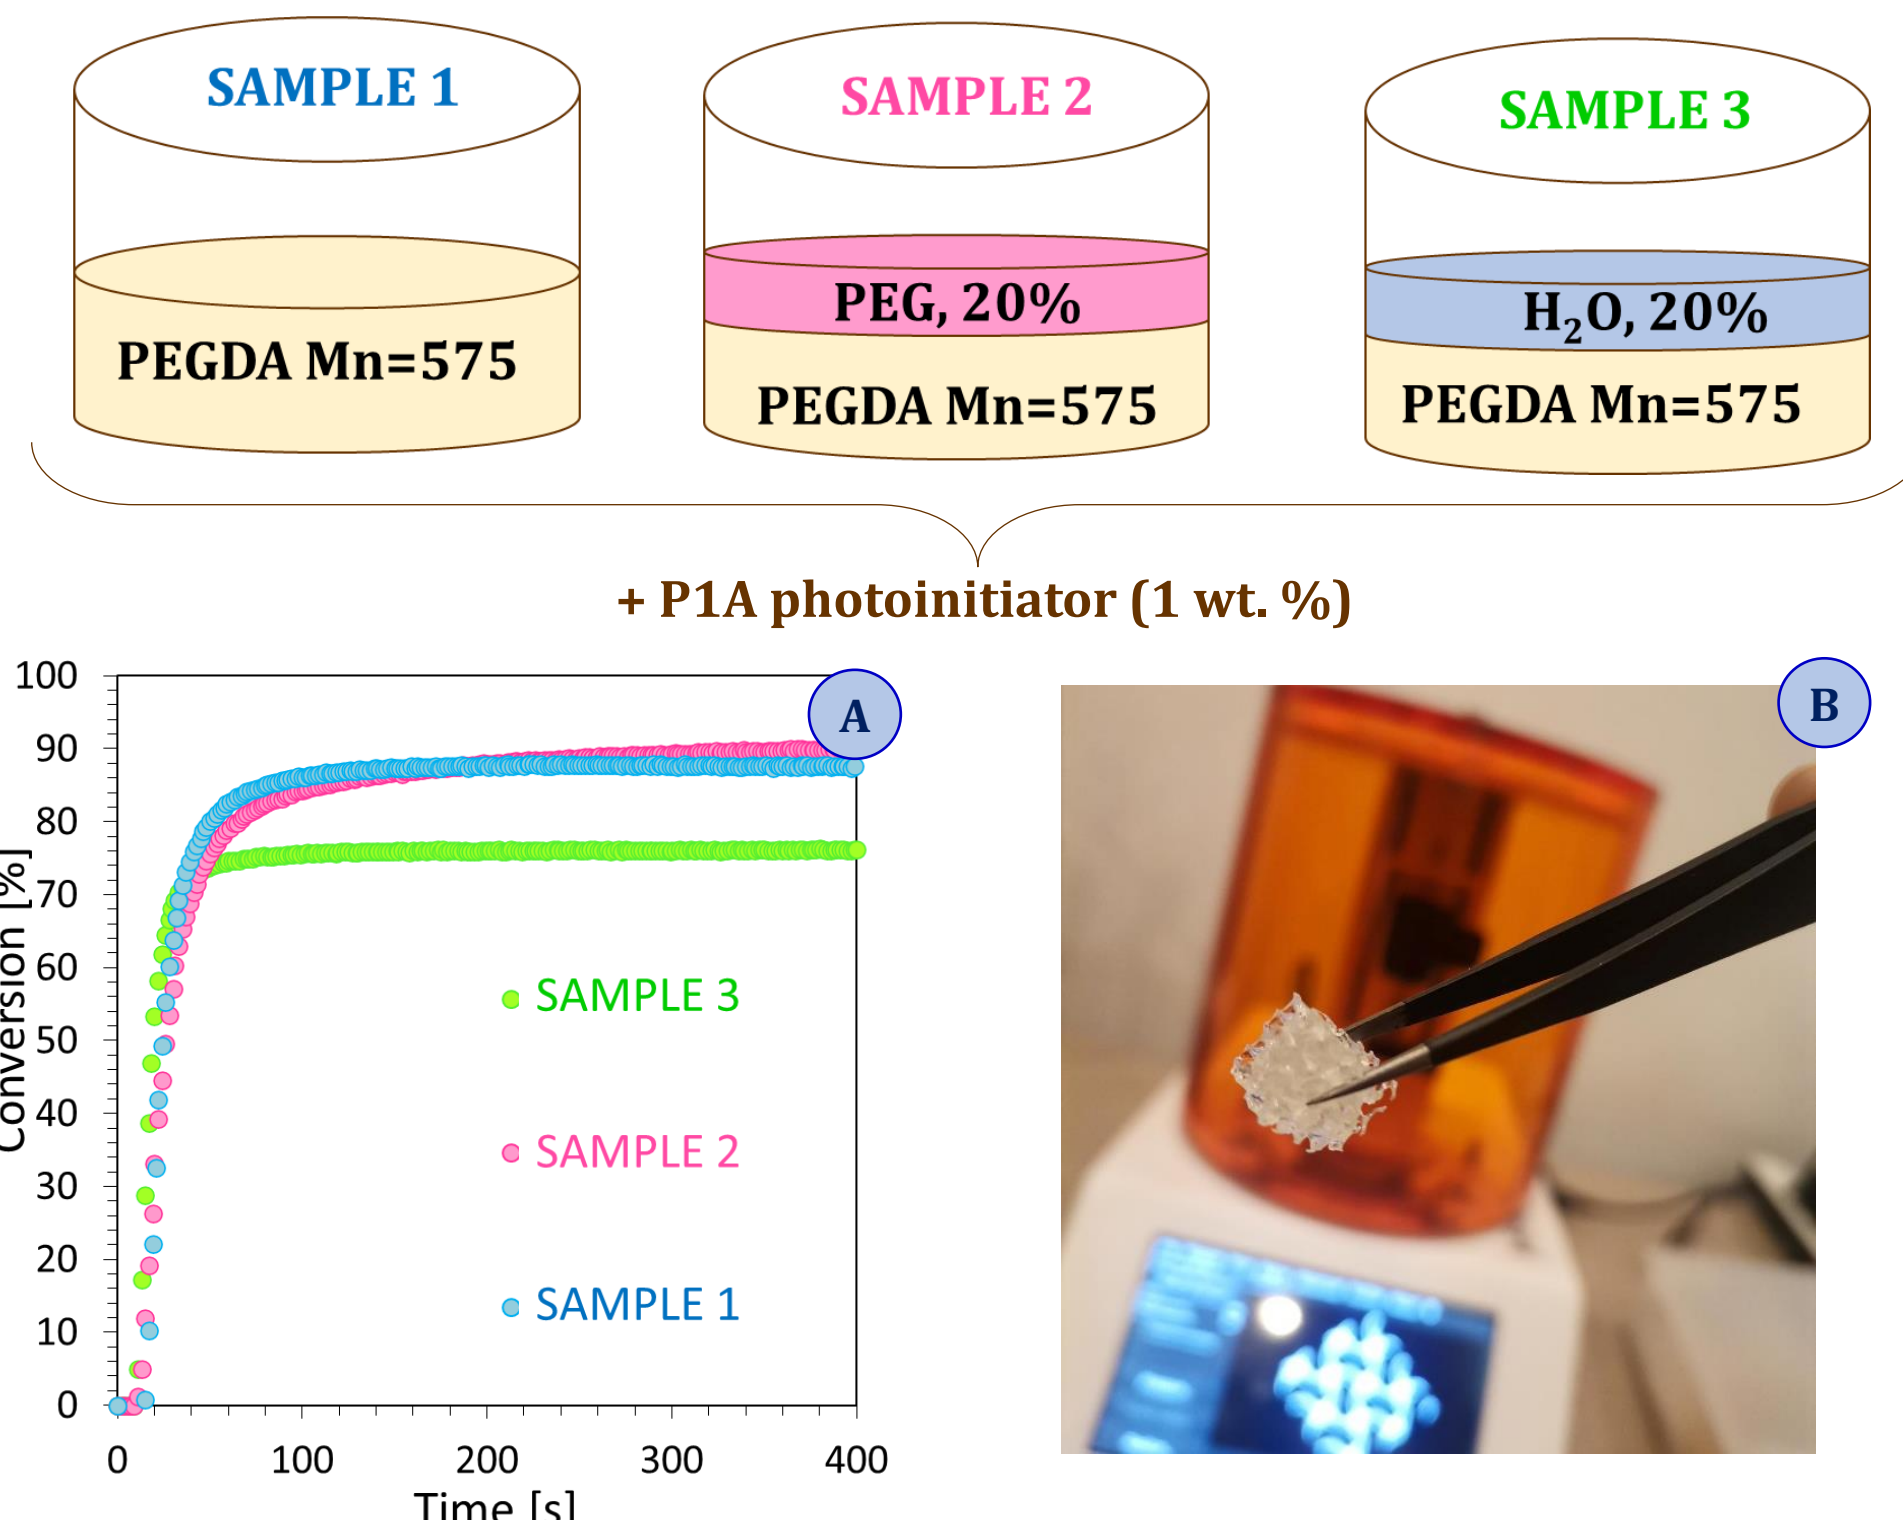 SAMPLE 1
SAMPLE 2
SAMPLE 3
PEGDA Mn=575
PEG, 20%
PEGDA Mn=575
H₂O, 20%
PEGDA Mn=575
+ P1A photoinitiator (1 wt. %)
A
B
Conversion [%]
100
90
80
70
60
50
40
30
20
10
0
SAMPLE 3
SAMPLE 2
SAMPLE 1
0 100 200 300 400
Time [s]